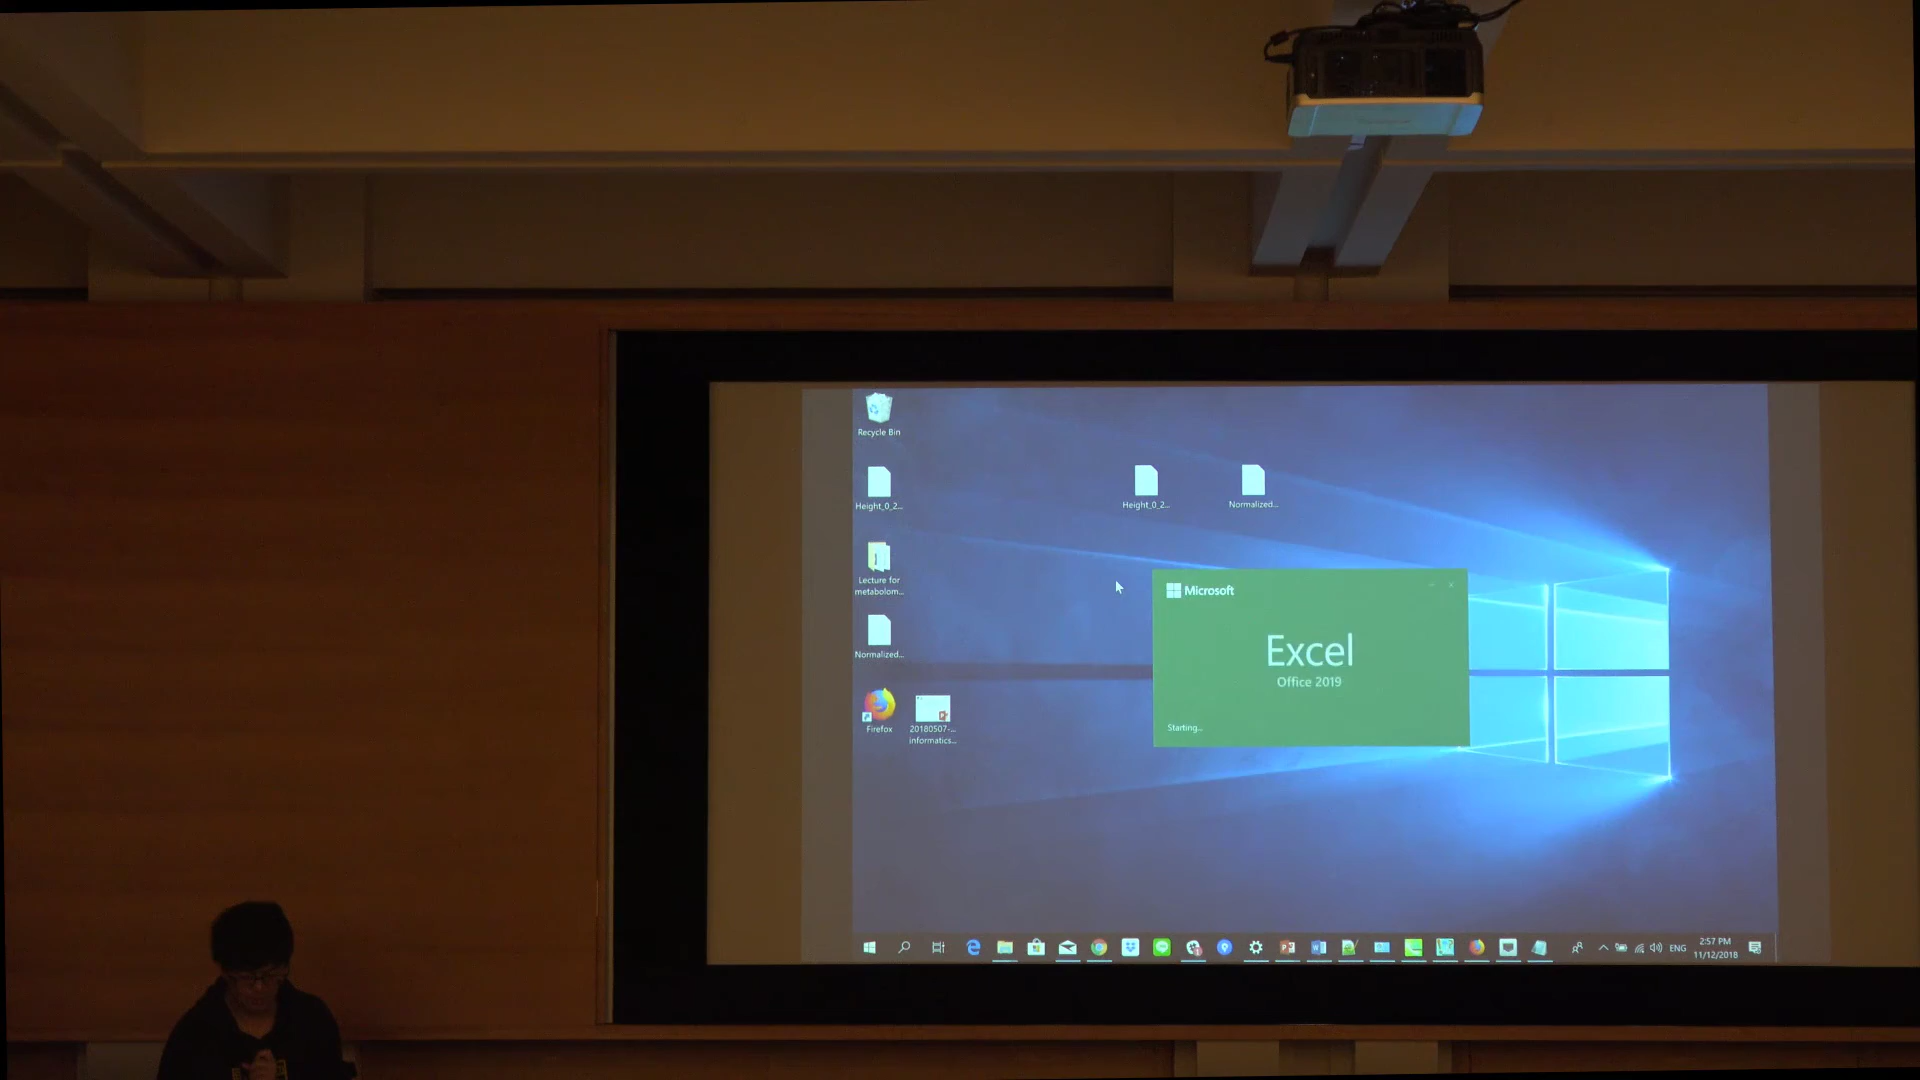 Recycle Bin
Height_0_2...
Height_0_2...
Normalized...
Lecture for
metabolom...
Microsoft
Excel
Office 2019
Starting...
Normalized...
Firefox
20180507-...
informatics...
ENG
2:57 PM
11/12/2018